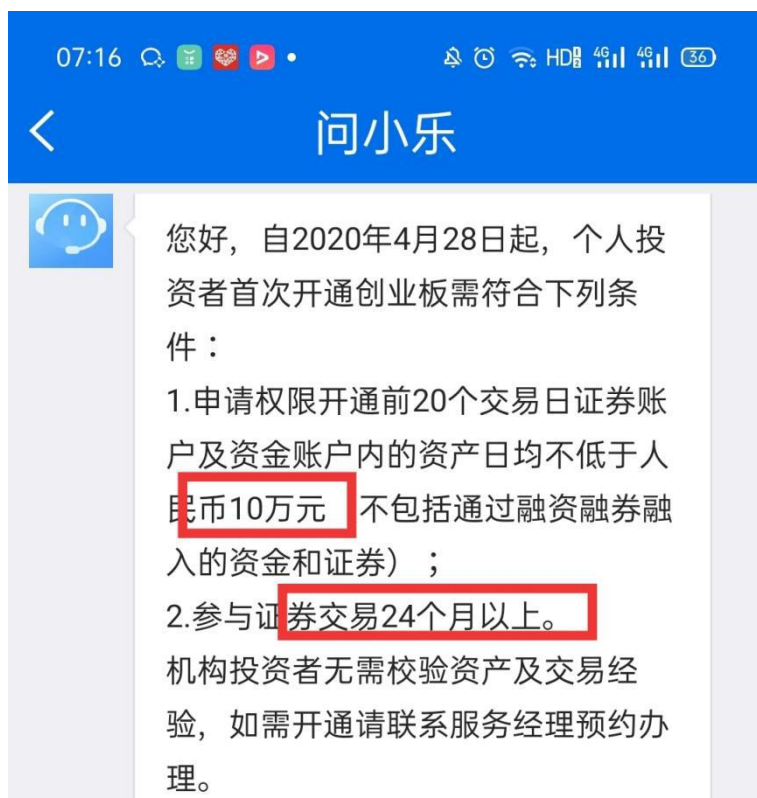 07:16 HD 4G 4G 36
问小乐
您好，自2020年4月28日起，个人投
资者首次开通创业板需符合下列条
件：
1.申请权限开通前20个交易日证券账
户及资金账户内的资产日均不低于人
民币10万元 不包括通过融资融券融
入的资金和证券）；
2.参与证券交易24个月以上。
机构投资者无需校验资产及交易经
验，如需开通请联系服务经理预约办
理。